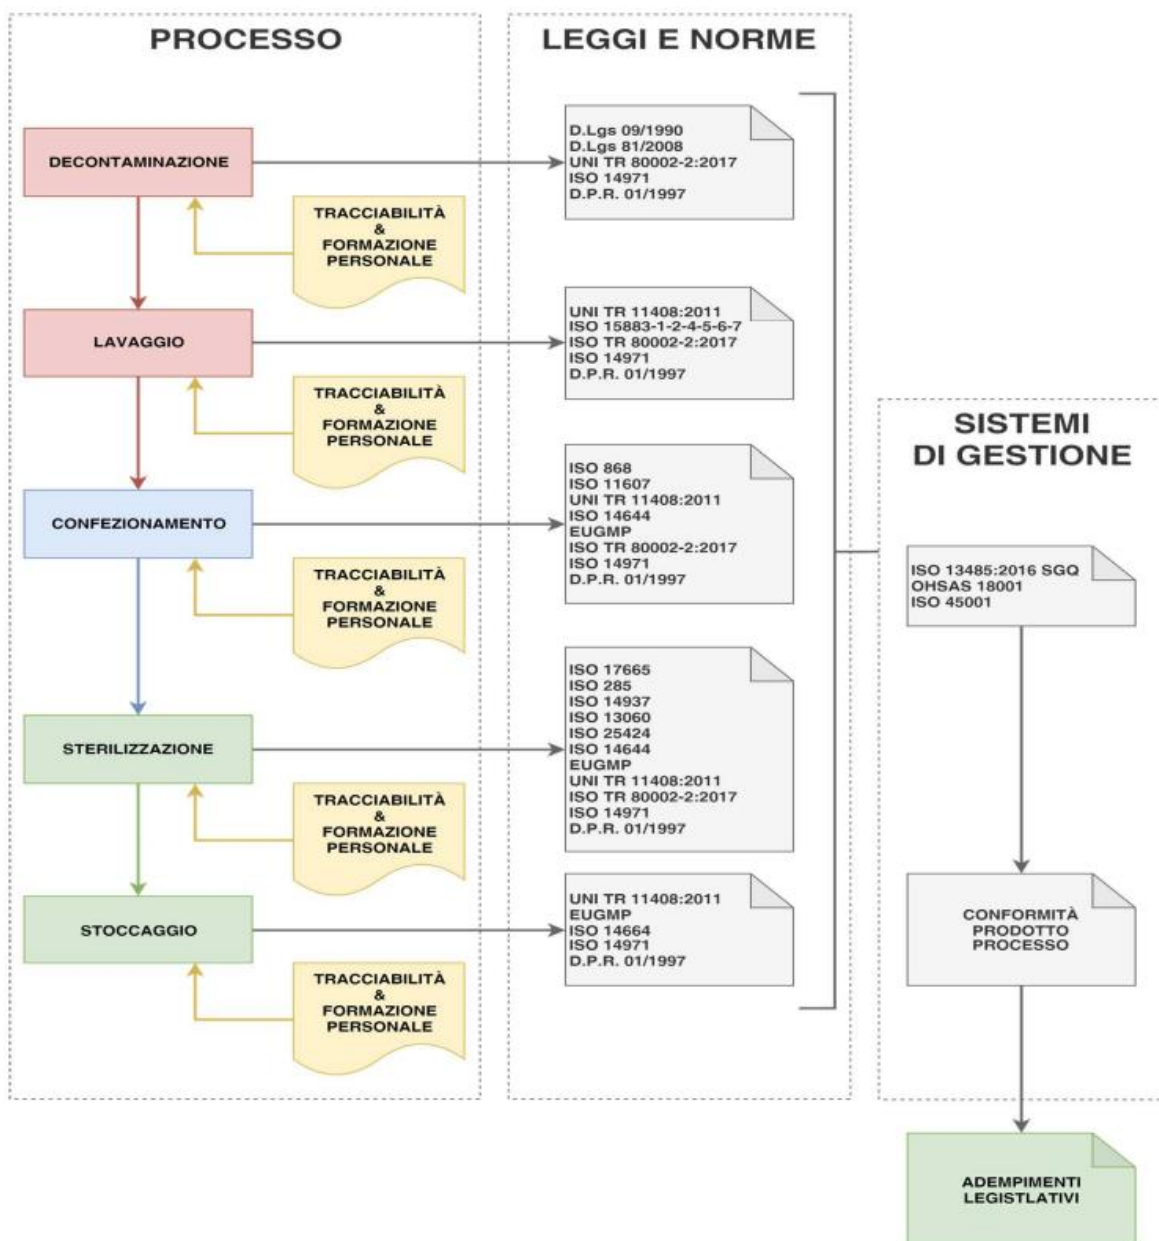 PROCESSO
DECONTAMINAZIONE
TRACCIABILITÀ
&
FORMAZIONE
PERSONALE
LAVAGGIO
TRACCIABILITÀ
&
FORMAZIONE
PERSONALE
CONFEZIONAMENTO
TRACCIABILITÀ
&
FORMAZIONE
PERSONALE
STERILIZZAZIONE
TRACCIABILITÀ
&
FORMAZIONE
PERSONALE
STOCCAGGIO
TRACCIABILITÀ
&
FORMAZIONE
PERSONALE
LEGGI E NORME
D.Lgs 09/1990
D.Lgs 81/2008
UNI TR 80002-2:2017
ISO 14971
D.P.R. 01/1997
UNI TR 11408:2011
ISO 15883-1-2-4-5-6-7
ISO TR 80002-2:2017
ISO 14971
D.P.R. 01/1997
ISO 868
ISO 11607
UNI TR 11408:2011
ISO 14644
EUGMP
ISO TR 80002-2:2017
ISO 14971
D.P.R. 01/1997
ISO 17665
ISO 285
ISO 14937
ISO 13060
ISO 25424
ISO 14644
EUGMP
UNI TR 11408:2011
ISO TR 80002-2:2017
ISO 14971
D.P.R. 01/1997
UNI TR 11408:2011
EUGMP
ISO 14664
ISO 14971
D.P.R. 01/1997
SISTEMI
DI GESTIONE
ISO 13485:2016 SGQ
OHSAS 18001
ISO 45001
CONFORMITÀ
PRODOTTO
PROCESSO
ADEMPIMENTI
LEGISTLATIVI